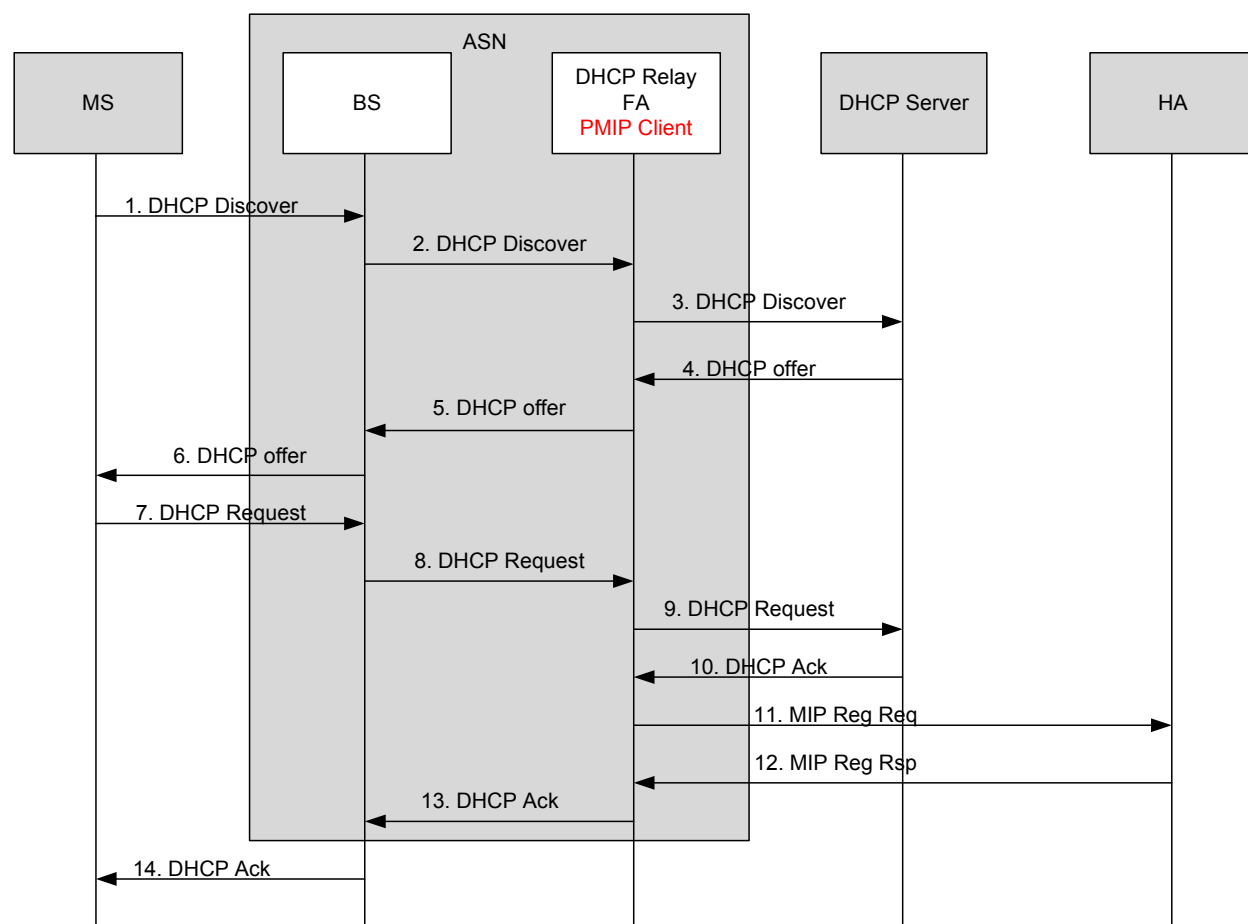 ASN
MS
BS
DHCP Relay
FA
PMIP Client
DHCP Server
HA
1. DHCP Discover
2. DHCP Discover
3. DHCP Discover
4. DHCP offer
5. DHCP offer
6. DHCP offer
7. DHCP Request
8. DHCP Request
9. DHCP Request
10. DHCP Ack
11. MIP Reg Req
12. MIP Reg Rsp
13. DHCP Ack
14. DHCP Ack